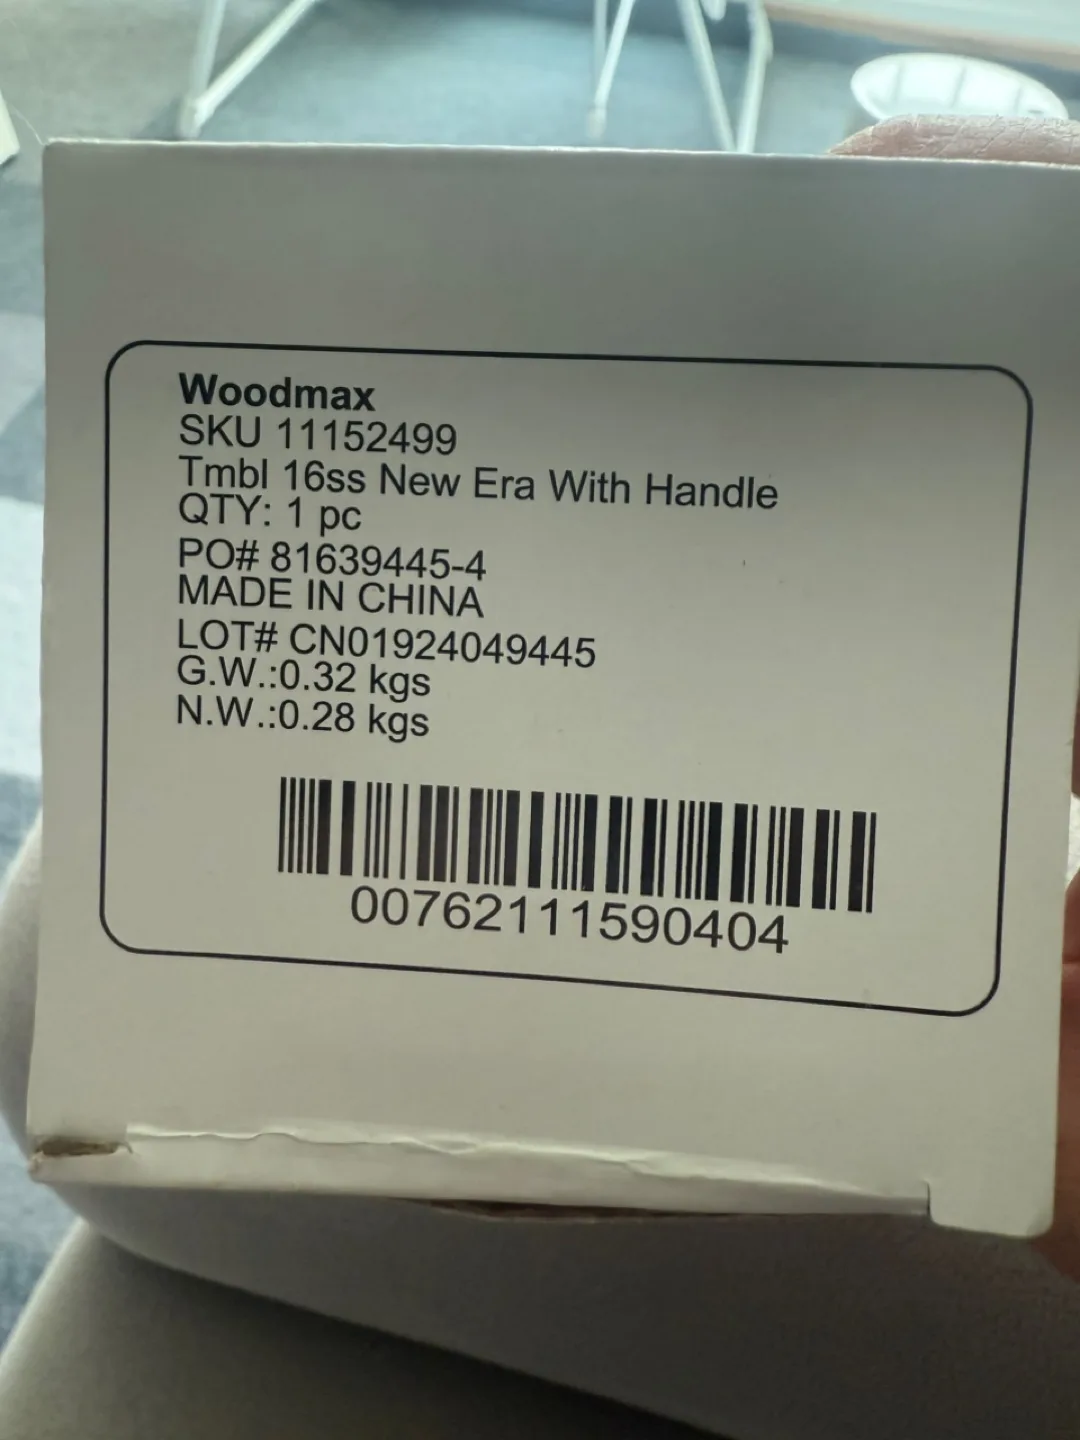 Woodmax
SKU 11152499
Tmbl 16ss New Era With Handle
QTY: 1 pc
PO# 81639445-4
MADE IN CHINA
LOT# CN01924049445
G.W.:0.32 kgs
N.W.:0.28 kgs
00762111590404